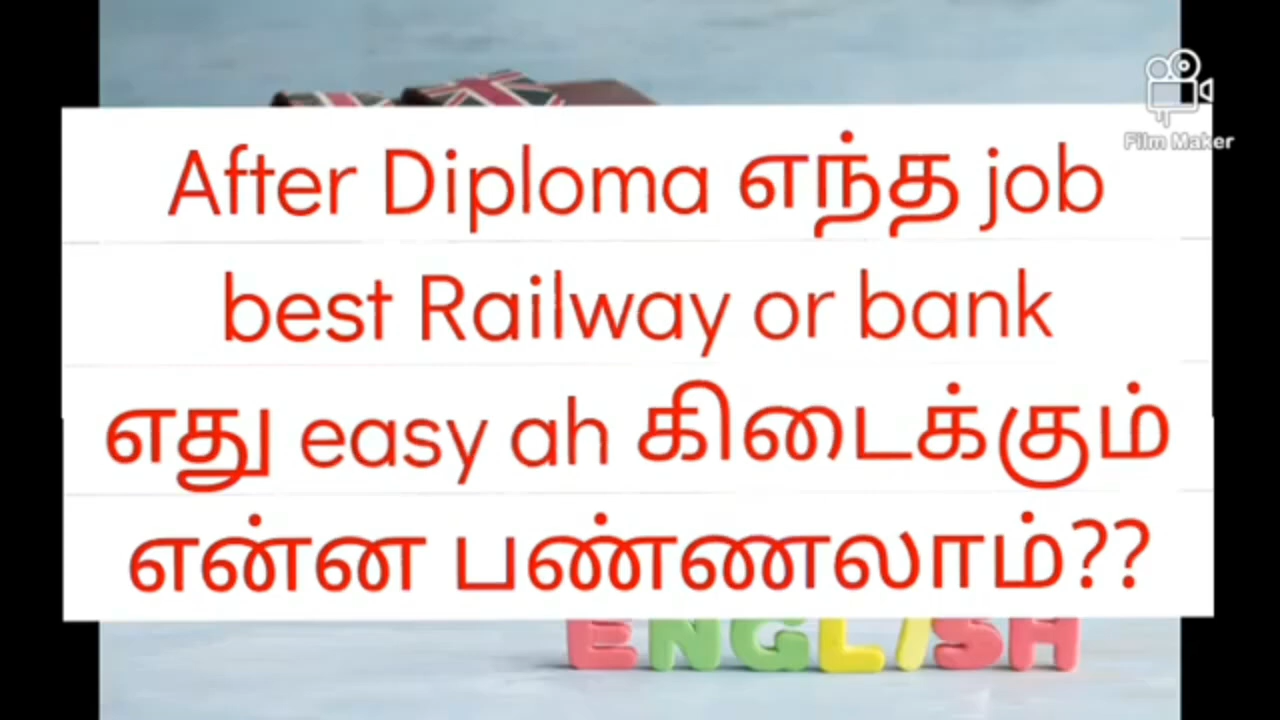 After Diploma எந்த job
best Railway or bank
எது easy ah கிடைக்கும்
என்ன பண்ணலாம்??
ENGLISH
Film Maker